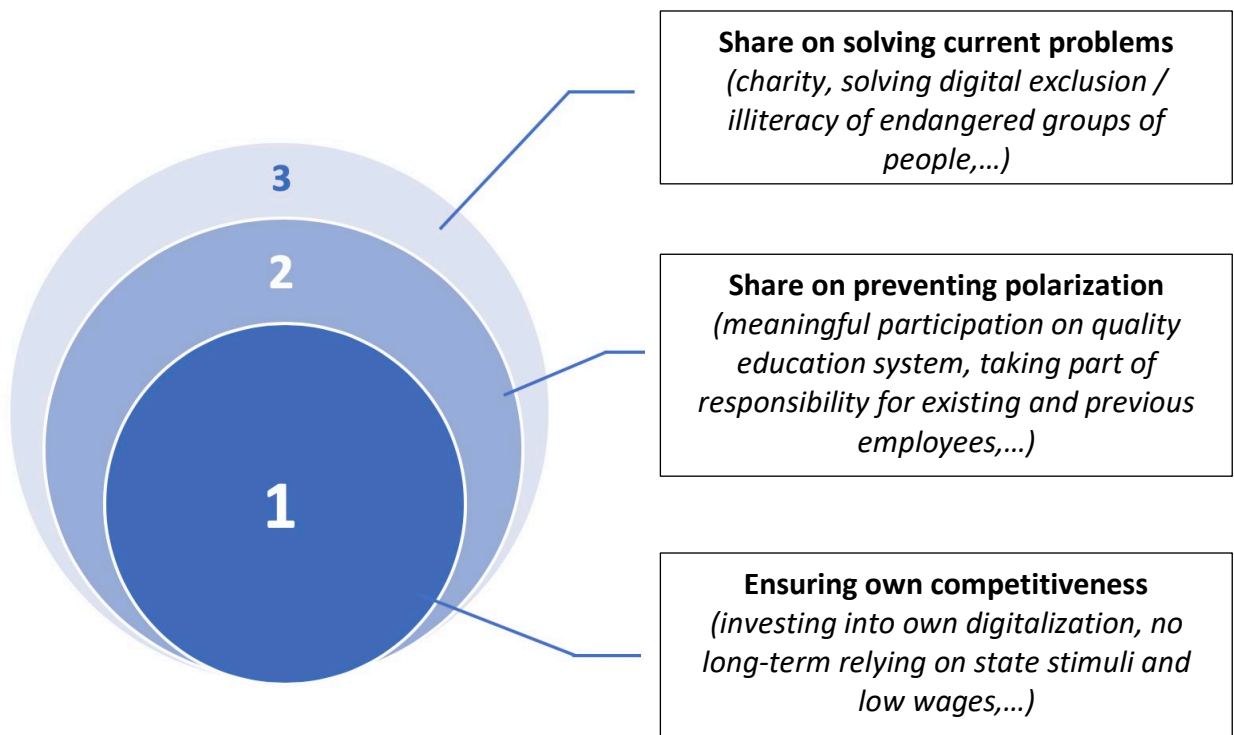 Share on solving current problems
(charity, solving digital exclusion /
illiteracy of endangered groups of
people,…)
3
2
Share on preventing polarization
(meaningful participation on quality
education system, taking part of
responsibility for existing and previous
employees,…)
1
Ensuring own competitiveness
(investing into own digitalization, no
long-term relying on state stimuli and
low wages,…)